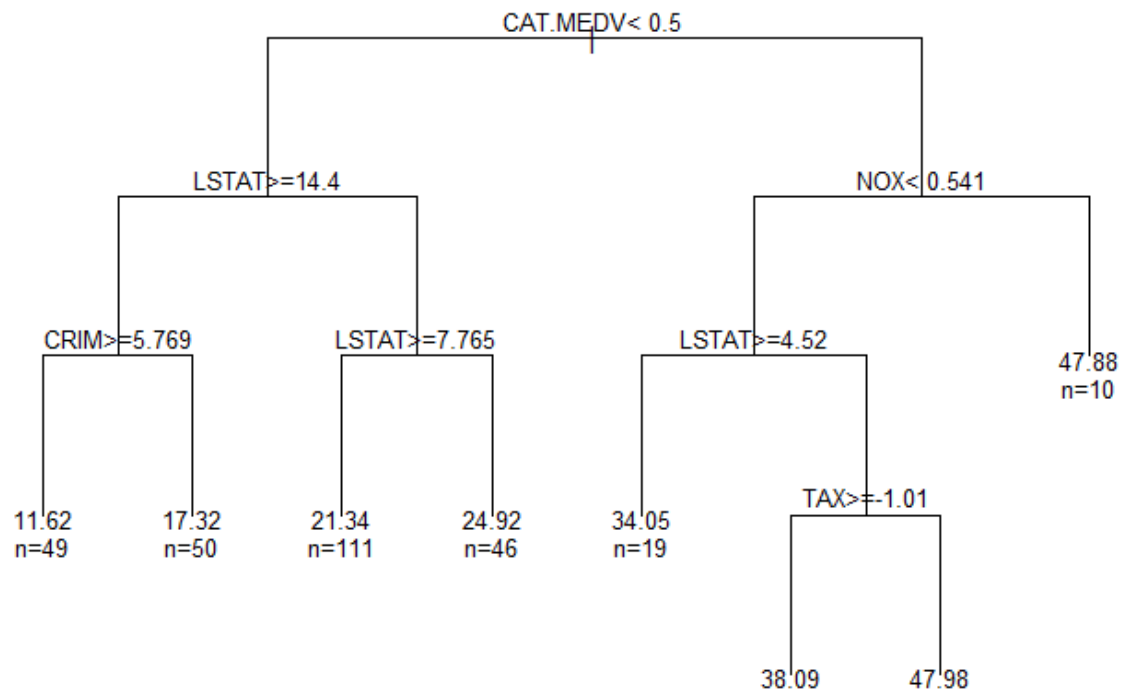 CAT.MEDV< 0.5
LSTAT>=14.4
NOX< 0.541
CRIM>=5.769
LSTAT>=7.765
LSTAT>=4.52
47.88
n=10
TAX>=-1.01
11.62
n=49
17.32
n=50
21.34
n=111
24.92
n=46
34.05
n=19
38.09
47.98